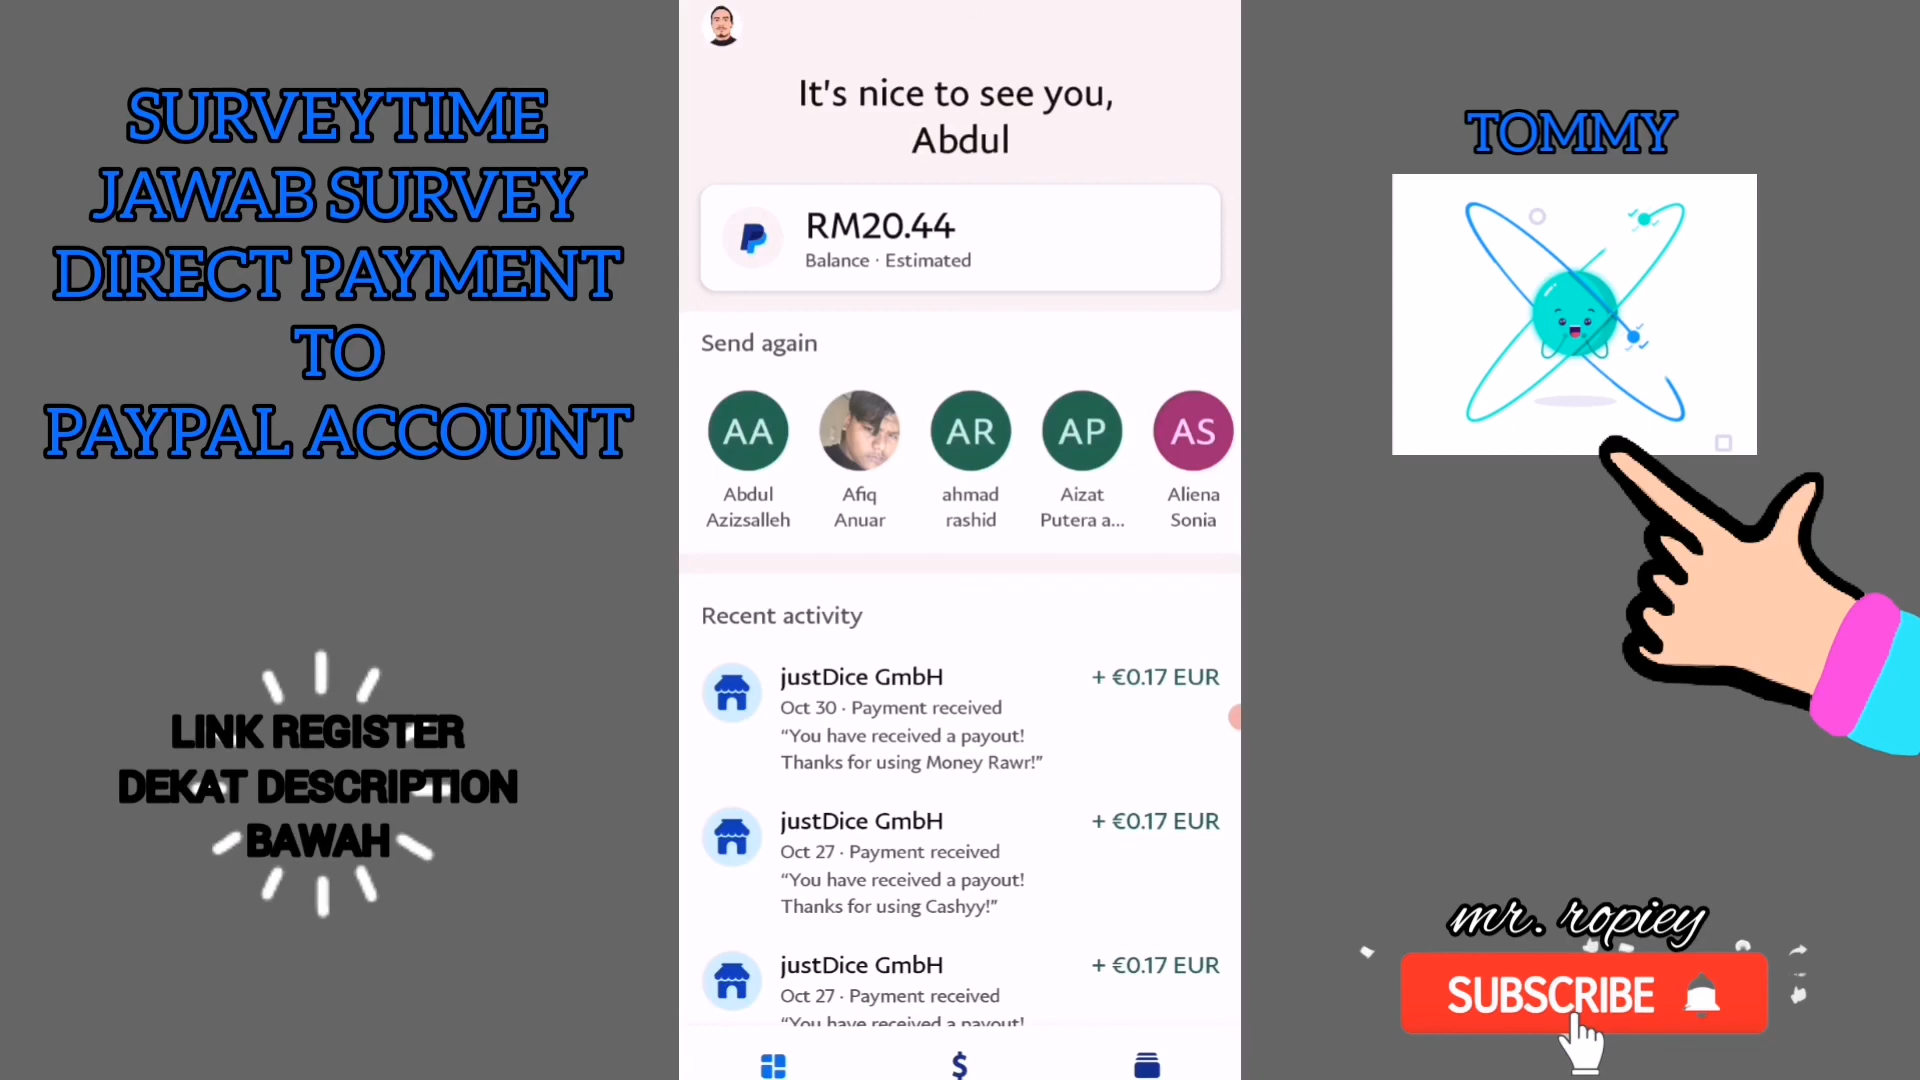 SURVEYTIME
JAWAB SURVEY
DIRECT PAYMENT
TO
PAYPAL ACCOUNT
LINK REGISTER
DEKAT DESCRIPTION
BAWAH
It's nice to see you,
Abdul
RM20.44
Balance · Estimated
Send again
AA
AR
AP
AS
Abdul
Azizsalleh
Afiq
Anuar
ahmad
rashid
Aizat
Putera a...
Aliena
Sonia
Recent activity
justDice GmbH
+ €0.17 EUR
Oct 30 · Payment received
“You have received a payout!
Thanks for using Money Rawr!”
justDice GmbH
+ €0.17 EUR
Oct 27 · Payment received
“You have received a payout!
Thanks for using Cashyy!”
justDice GmbH
+ €0.17 EUR
Oct 27 · Payment received
“You have received a payout!
$
TOMMY
mr. ropiey
SUBSCRIBE